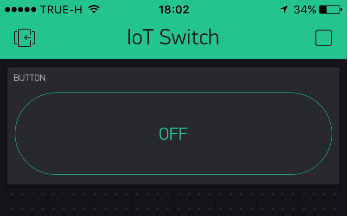 TRUE-H 18:02 34%
IoT Switch
BUTTON
OFF